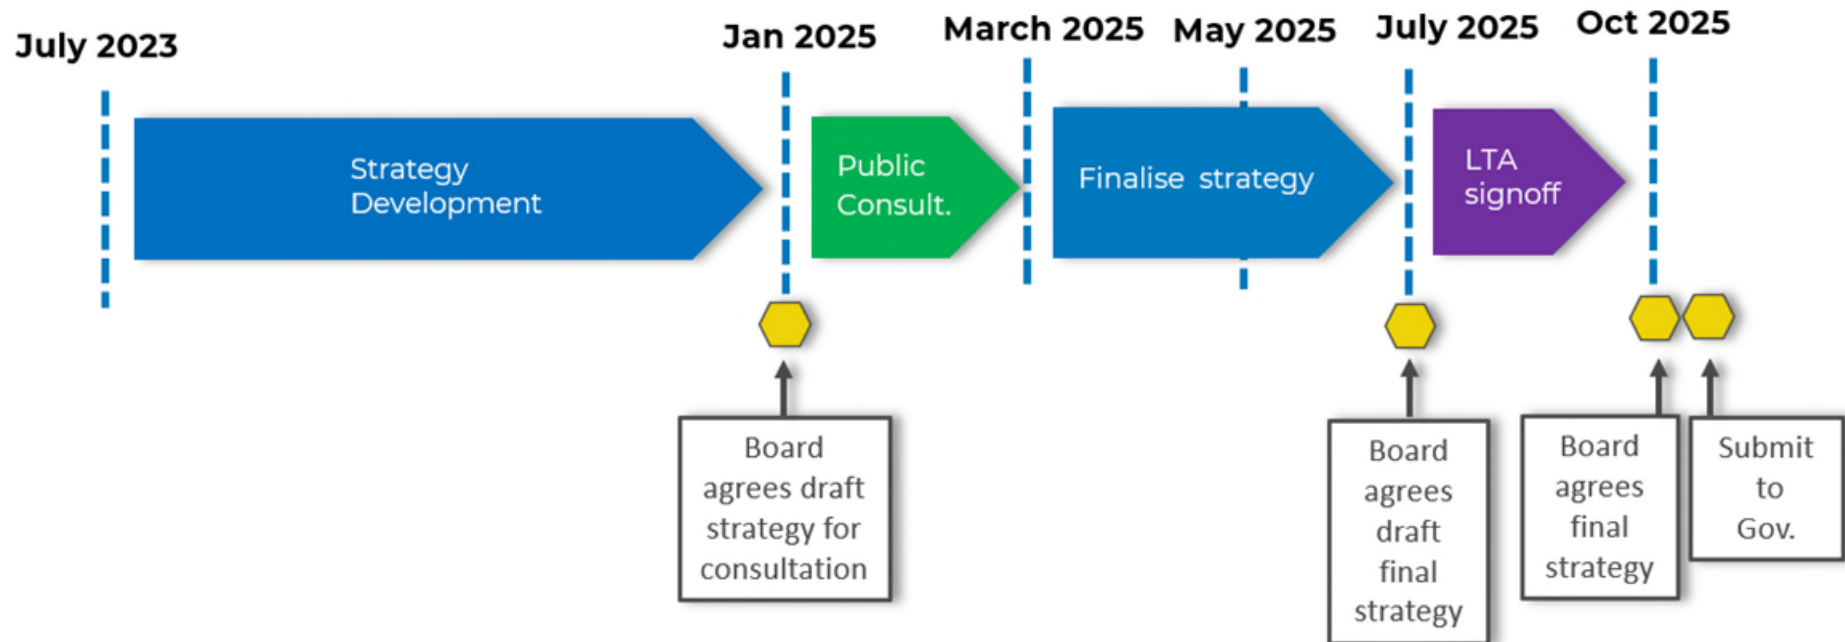 July 2023
Jan 2025
March 2025
May 2025
July 2025
Oct 2025
Strategy
Development
Public
Consult.
Finalise strategy
LTA
signoff
Board
agrees draft
strategy for
consultation
Board
agrees
draft
final
strategy
Board
agrees
final
strategy
Submit
to
Gov.